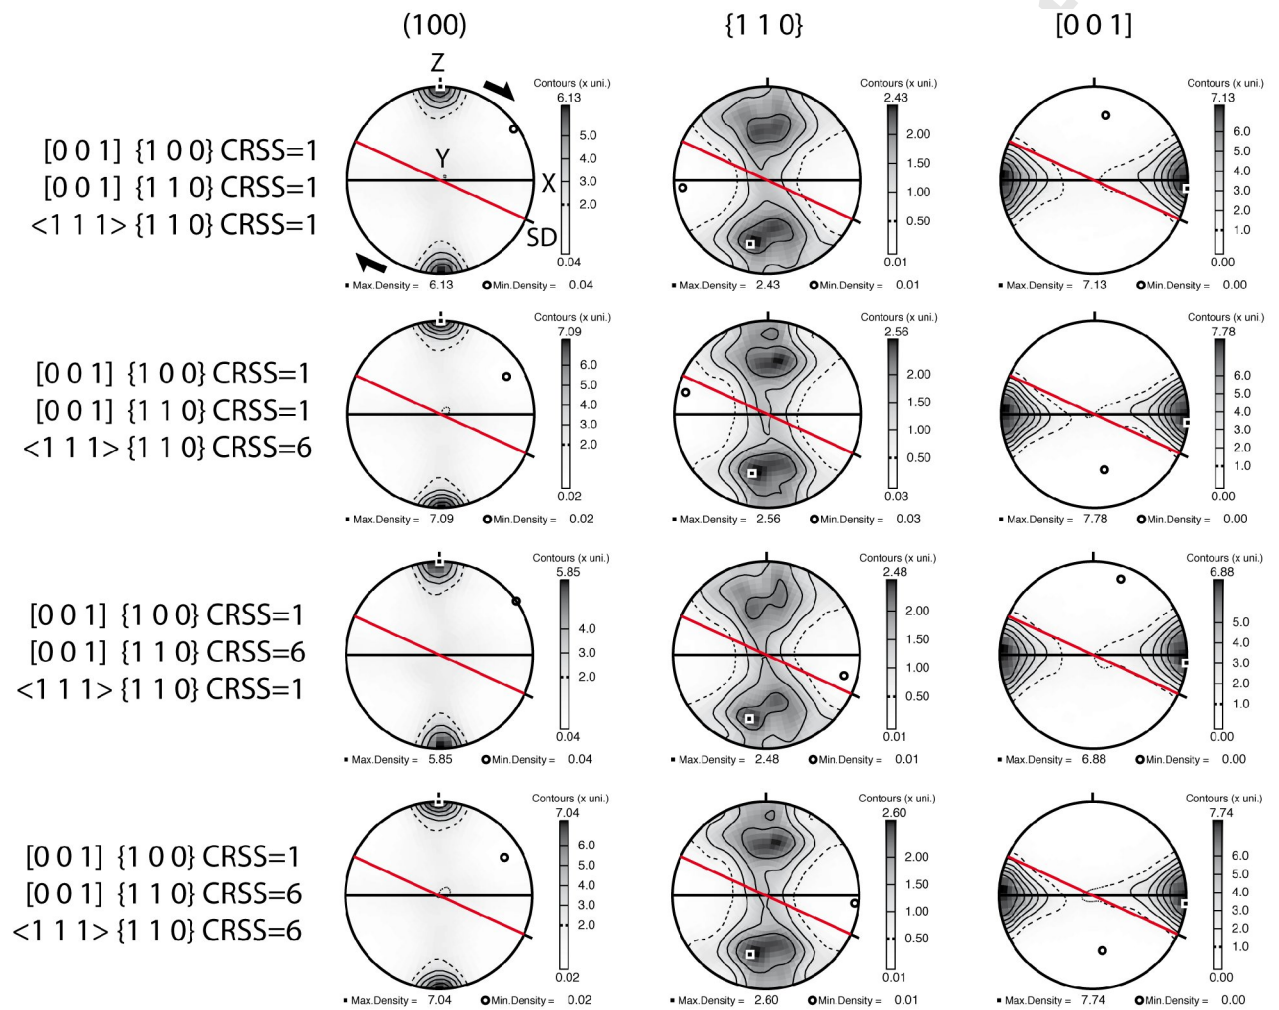 (100) {1 1 0} [0 0 1]
Z
Contours (x uni.) Contours (x uni.) Contours (x uni.)
6.13 2.43 7.13
[0 0 1] {1 0 0} CRSS=1
[0 0 1] {1 1 0} CRSS=1
<1 1 1> {1 1 0} CRSS=1
Y
X
SD
5.0
4.0
3.0
2.0
0.04
2.00
1.50
1.00
0.50
0.01
6.0
5.0
4.0
3.0
2.0
1.0
0.00
Max.Density = 6.13 Min.Density = 0.04
Max.Density = 2.43 Min.Density = 0.01
Max.Density = 7.13 Min.Density = 0.00
Contours (x uni.) Contours (x uni.) Contours (x uni.)
7.09 2.56 7.78
[0 0 1] {1 0 0} CRSS=1
[0 0 1] {1 1 0} CRSS=1
<1 1 1> {1 1 0} CRSS=6
6.0
5.0
4.0
3.0
2.0
0.02
2.00
1.50
1.00
0.50
0.03
6.0
5.0
4.0
3.0
2.0
1.0
0.00
Max.Density = 7.09 Min.Density = 0.02
Max.Density = 2.56 Min.Density = 0.03
Max.Density = 7.78 Min.Density = 0.00
Contours (x uni.) Contours (x uni.) Contours (x uni.)
5.85 2.48 6.88
[0 0 1] {1 0 0} CRSS=1
[0 0 1] {1 1 0} CRSS=6
<1 1 1> {1 1 0} CRSS=1
4.0
3.0
2.0
0.04
2.00
1.50
1.00
0.50
0.01
5.0
4.0
3.0
2.0
1.0
0.00
Max.Density = 5.85 Min.Density = 0.04
Max.Density = 2.48 Min.Density = 0.01
Max.Density = 6.88 Min.Density = 0.00
Contours (x uni.) Contours (x uni.) Contours (x uni.)
7.04 2.60 7.74
[0 0 1] {1 0 0} CRSS=1
[0 0 1] {1 1 0} CRSS=6
<1 1 1> {1 1 0} CRSS=6
6.0
5.0
4.0
3.0
2.0
0.02
2.00
1.50
1.00
0.50
0.01
6.0
5.0
4.0
3.0
2.0
1.0
0.00
Max.Density = 7.04 Min.Density = 0.02
Max.Density = 2.60 Min.Density = 0.01
Max.Density = 7.74 Min.Density = 0.00